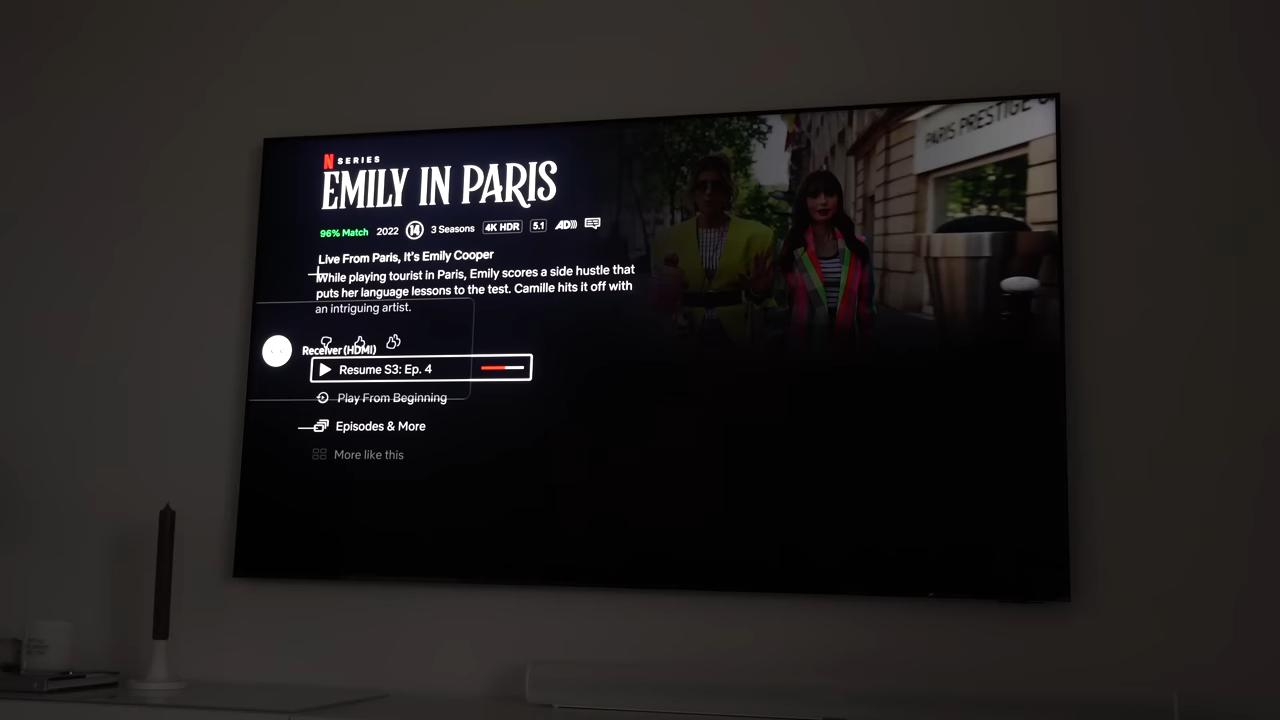 N SERIES
EMILY IN PARIS
96% Match 2022 14 3 Seasons 4K HDR 5.1 AD
Live From Paris, It's Emily Cooper
While playing tourist in Paris, Emily scores a side hustle that
puts her language lessons to the test. Camille hits it off with
an intriguing artist.
Receiver (HDMI)
Resume S3: Ep. 4
Play From Beginning
Episodes & More
More like this
PARIS PRESTIGE